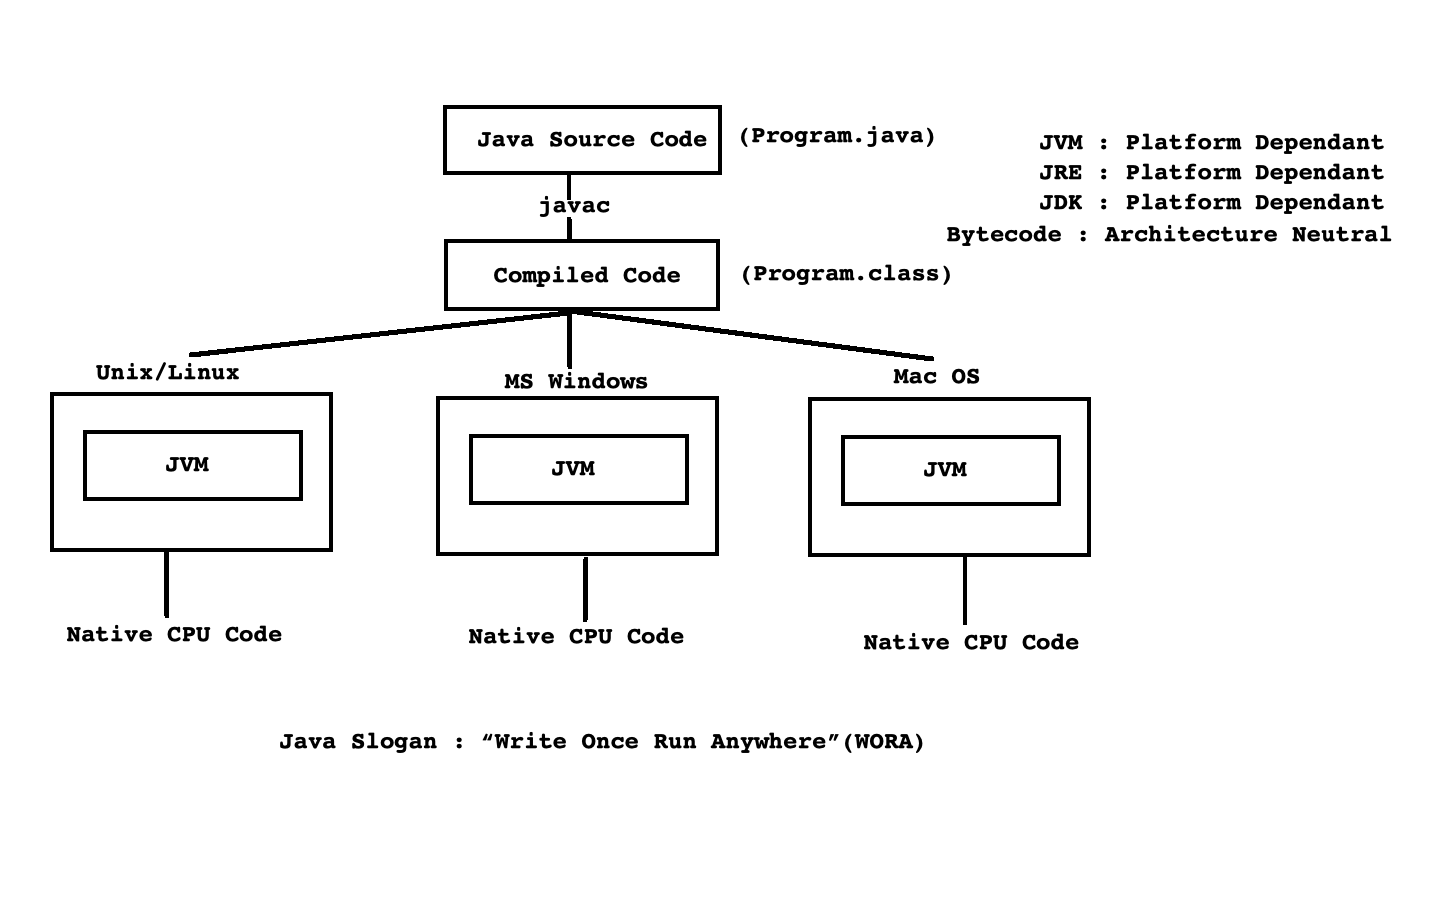 Java Source Code
(Program.java)
JVM : Platform Dependant
JRE : Platform Dependant
JDK : Platform Dependant
Bytecode : Architecture Neutral
javac
Compiled Code
(Program.class)
Unix/Linux
MS Windows
Mac OS
JVM
JVM
JVM
Native CPU Code
Native CPU Code
Native CPU Code
Java Slogan : “Write Once Run Anywhere”(WORA)